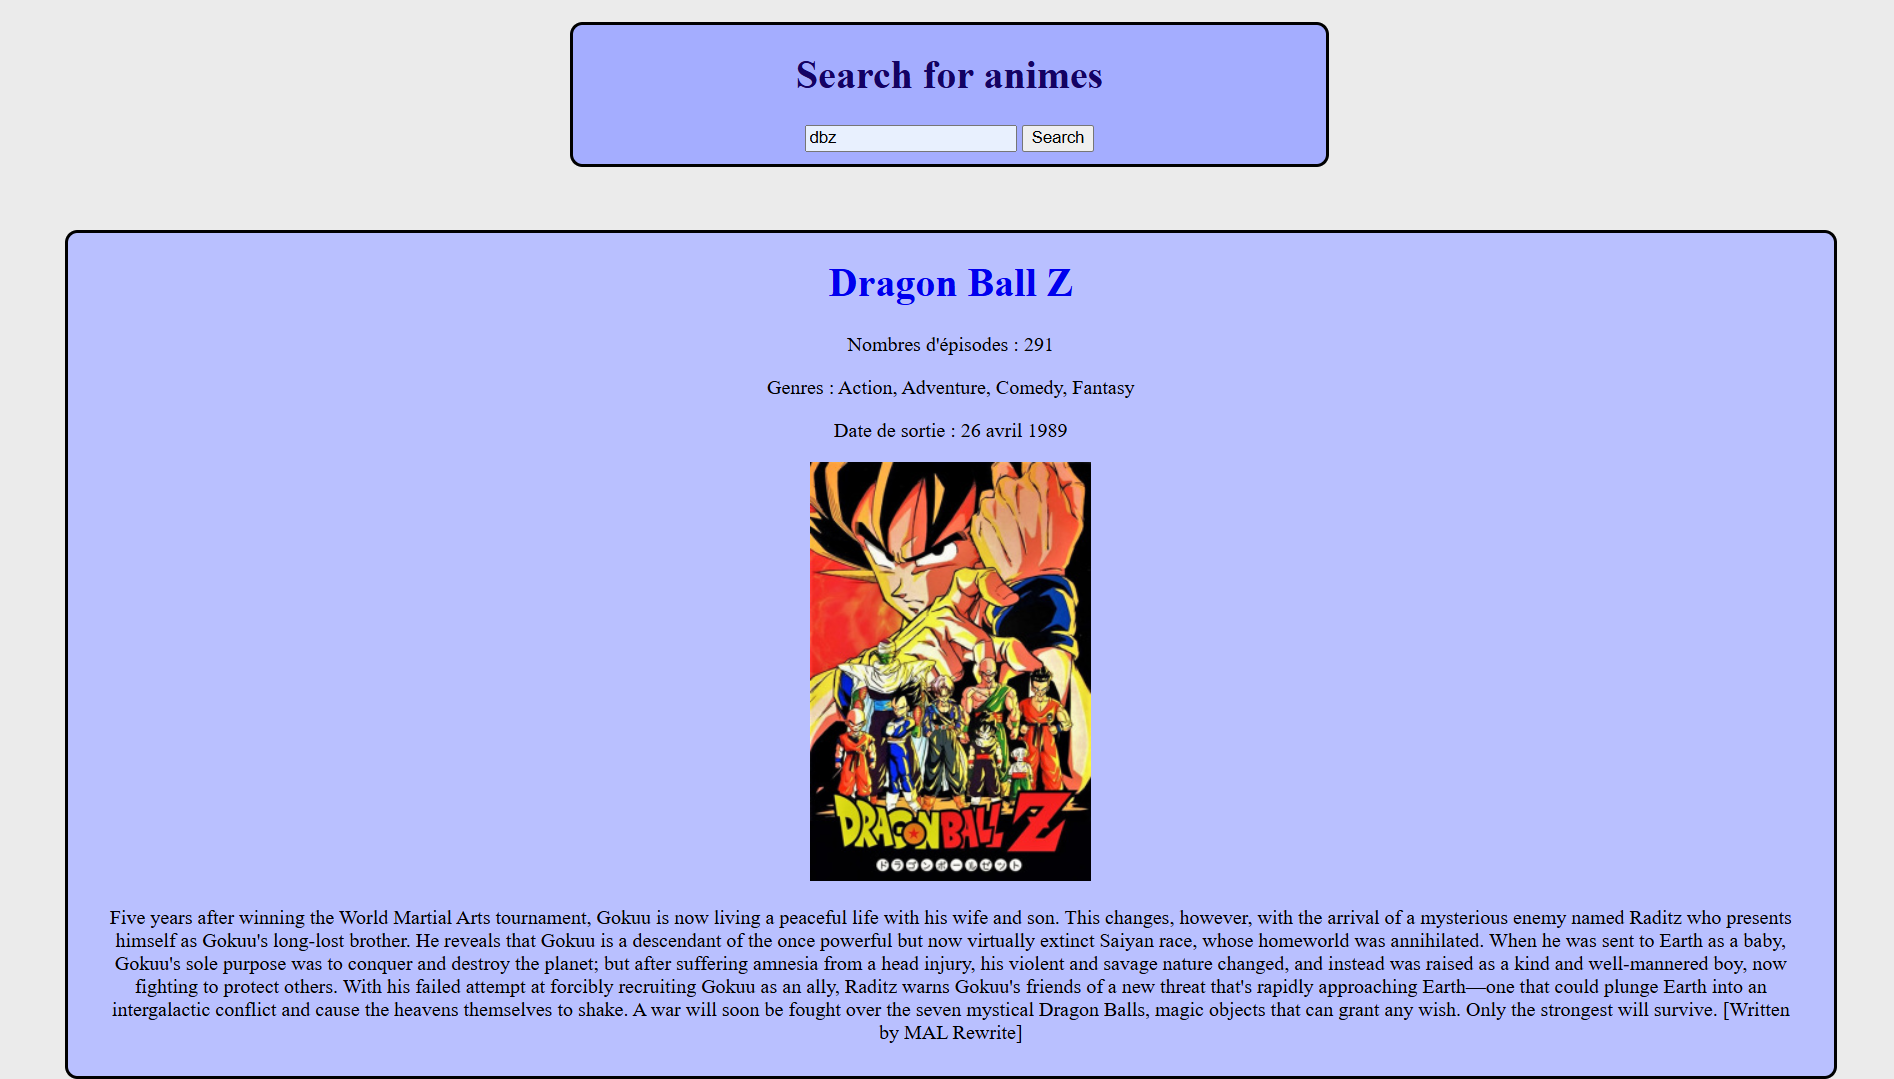 Search for animes
dbz Search
Dragon Ball Z
Nombres d'épisodes : 291
Genres : Action, Adventure, Comedy, Fantasy
Date de sortie : 26 avril 1989
DRAGON BALL Z
ドラゴンボールゼット
Five years after winning the World Martial Arts tournament, Gokuu is now living a peaceful life with his wife and son. This changes, however, with the arrival of a mysterious enemy named Raditz who presents
himself as Gokuu's long-lost brother. He reveals that Gokuu is a descendant of the once powerful but now virtually extinct Saiyan race, whose homeworld was annihilated. When he was sent to Earth as a baby,
Gokuu's sole purpose was to conquer and destroy the planet; but after suffering amnesia from a head injury, his violent and savage nature changed, and instead was raised as a kind and well-mannered boy, now
fighting to protect others. With his failed attempt at forcibly recruiting Gokuu as an ally, Raditz warns Gokuu's friends of a new threat that's rapidly approaching Earth—one that could plunge Earth into an
intergalactic conflict and cause the heavens themselves to shake. A war will soon be fought over the seven mystical Dragon Balls, magic objects that can grant any wish. Only the strongest will survive. [Written
by MAL Rewrite]